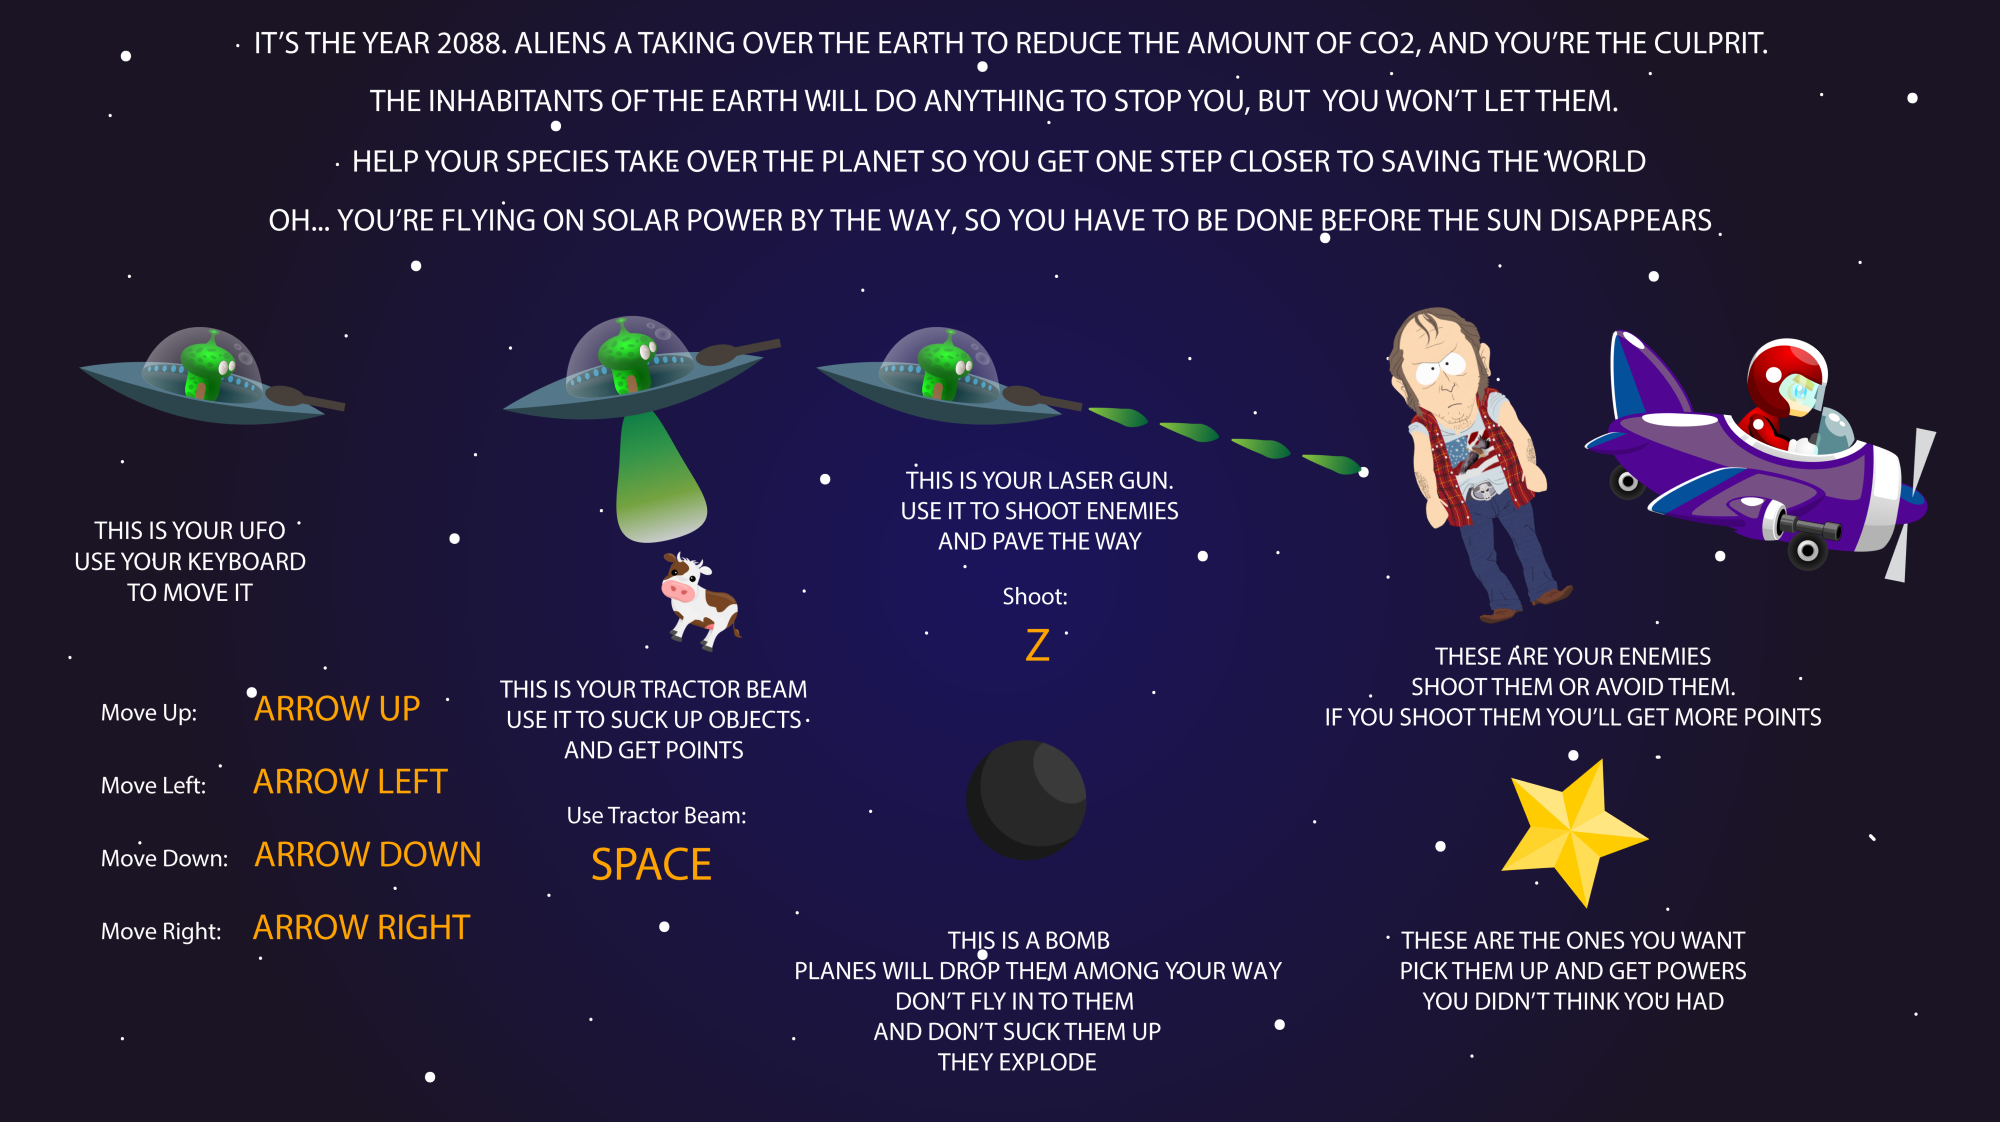 IT'S THE YEAR 2088. ALIENS A TAKING OVER THE EARTH TO REDUCE THE AMOUNT OF CO2, AND YOU'RE THE CULPRIT.
THE INHABITANTS OF THE EARTH WILL DO ANYTHING TO STOP YOU, BUT YOU WON'T LET THEM.
HELP YOUR SPECIES TAKE OVER THE PLANET SO YOU GET ONE STEP CLOSER TO SAVING THE WORLD
OH... YOU'RE FLYING ON SOLAR POWER BY THE WAY, SO YOU HAVE TO BE DONE BEFORE THE SUN DISAPPEARS
THIS IS YOUR UFO
USE YOUR KEYBOARD
TO MOVE IT
Move Up: ARROW UP
Move Left: ARROW LEFT
Move Down: ARROW DOWN
Move Right: ARROW RIGHT
THIS IS YOUR TRACTOR BEAM
USE IT TO SUCK UP OBJECTS
AND GET POINTS
Use Tractor Beam:
SPACE
THIS IS YOUR LASER GUN.
USE IT TO SHOOT ENEMIES
AND PAVE THE WAY
Shoot:
Z
THIS IS A BOMB
PLANES WILL DROP THEM AMONG YOUR WAY
DON'T FLY IN TO THEM
AND DON'T SUCK THEM UP
THEY EXPLODE
THESE ARE YOUR ENEMIES
SHOOT THEM OR AVOID THEM.
IF YOU SHOOT THEM YOU'LL GET MORE POINTS
THESE ARE THE ONES YOU WANT
PICK THEM UP AND GET POWERS
YOU DIDN'T THINK YOU HAD